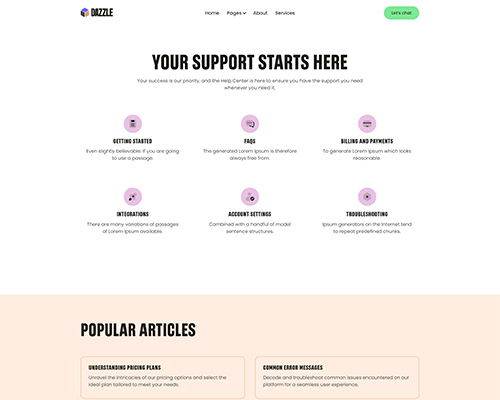 DAZZLE
Home Pages About Services
Let's chat
YOUR SUPPORT STARTS HERE
Your success is our priority, and the Help Center is here to ensure you have the support you need
whenever you need it.
GETTING STARTED
Even slightly believable. If you are going
to use a passage.
FAQS
The generated Lorem Ipsum is therefore
always free from.
BILLING AND PAYMENTS
To generate Lorem Ipsum which looks
reasonable.
INTEGRATIONS
There are many variations of passages
of Lorem Ipsum available.
ACCOUNT SETTINGS
Combined with a handful of model
sentence structures.
TROUBLESHOOTING
Ipsum generators on the Internet tend
to repeat predefined chunks.
POPULAR ARTICLES
UNDERSTANDING PRICING PLANS
Unravel the intricacies of our pricing options and select the
ideal plan tailored to meet your needs.
COMMON ERROR MESSAGES
Decode and troubleshoot common issues encountered on our
platform for a seamless user experience.